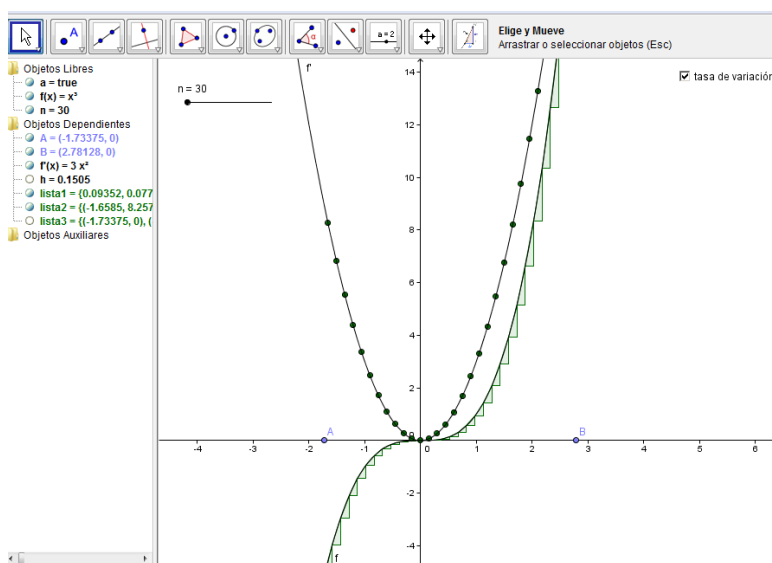 A
α
a = 2
Elige y Mueve
Arrastrar o seleccionar objetos (Esc)
Objetos Libres
a = true
f(x) = x³
n = 30
Objetos Dependientes
A = (-1.73375, 0)
B = (2.78128, 0)
f'(x) = 3 x²
h = 0.1505
lista1 = {0.09352, 0.077
lista2 = {(-1.6585, 8.257
lista3 = {(-1.73375, 0), (
Objetos Auxiliares
n = 30
f'
tasa de variación
14
12
10
8
6
4
2
0
A
B
-4
-3
-2
-1
0
1
2
3
4
5
6
-2
-4
f